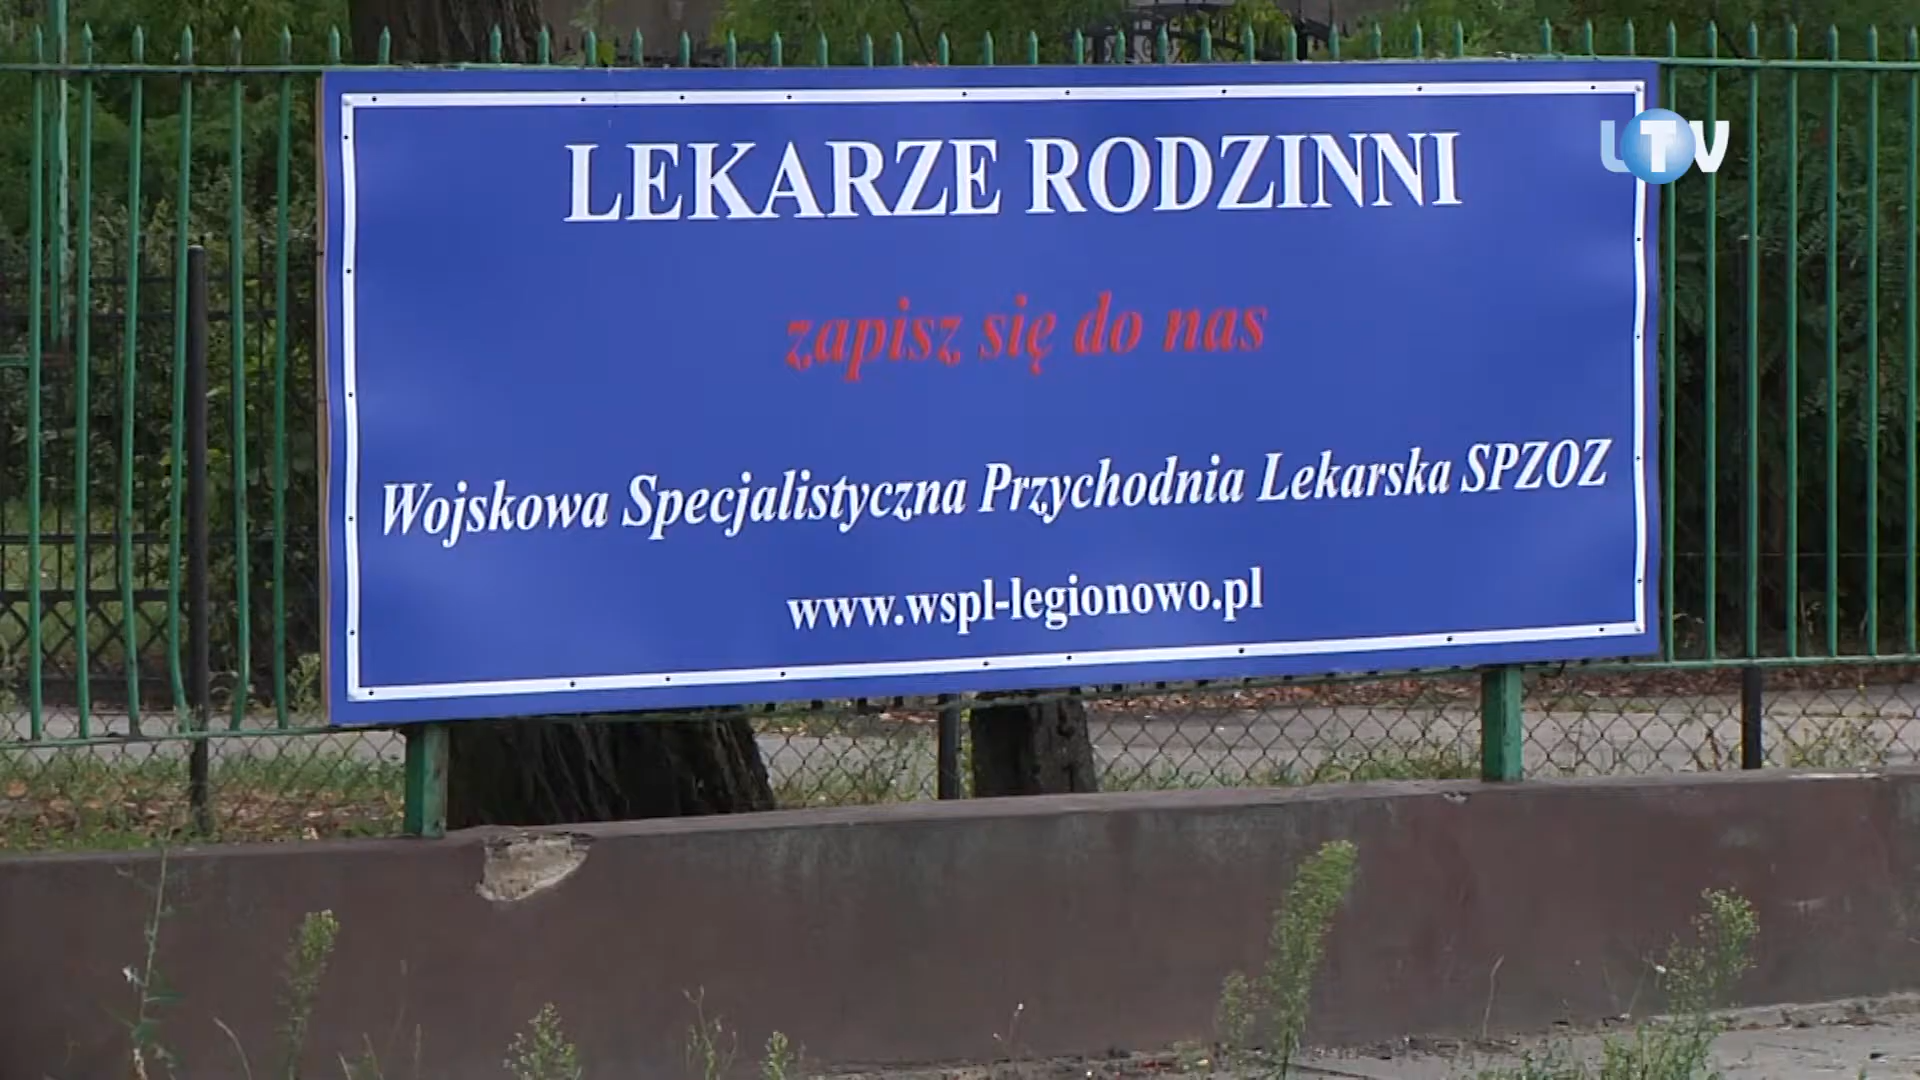 LEKARZE RODZINNI
LTV
zapisz się do nas
Wojskowa Specjalistyczna Przychodnia Lekarska SPZOZ
www.wspl-legionowo.pl